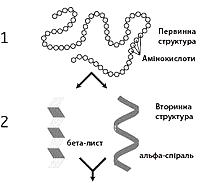 1
Первинна
структура
Амінокислоти
2
Вторинна
структура
бета-лист
альфа-спіраль